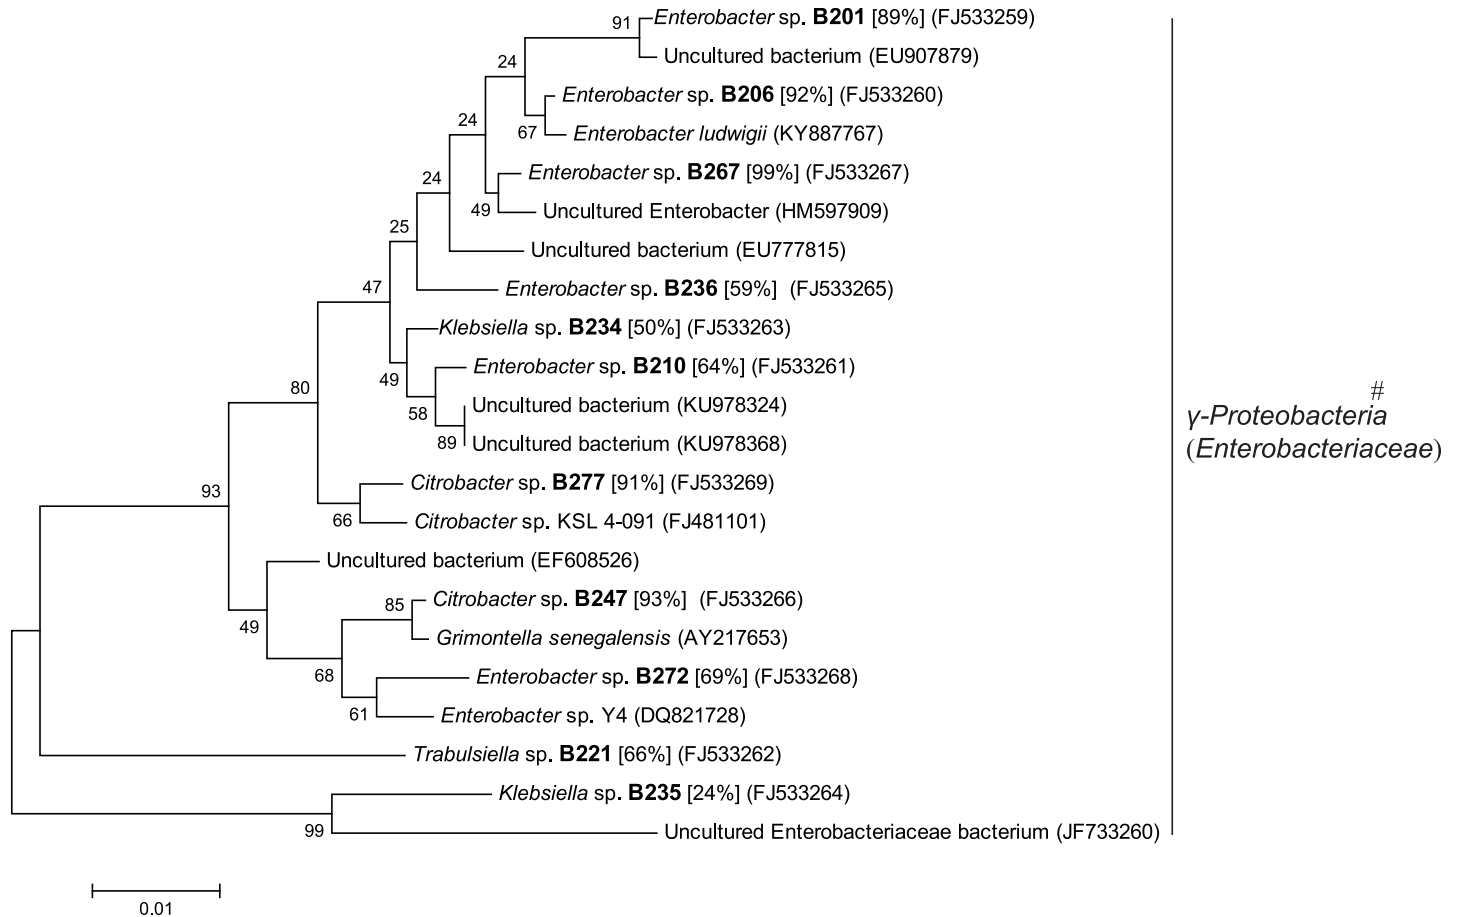 91
Enterobacter sp. B201 [89%] (FJ533259)
Uncultured bacterium (EU907879)
24
Enterobacter sp. B206 [92%] (FJ533260)
67
Enterobacter ludwigii (KY887767)
24
Enterobacter sp. B267 [99%] (FJ533267)
49
Uncultured Enterobacter (HM597909)
24
Uncultured bacterium (EU777815)
25
Enterobacter sp. B236 [59%] (FJ533265)
47
Klebsiella sp. B234 [50%] (FJ533263)
49
Enterobacter sp. B210 [64%] (FJ533261)
58
Uncultured bacterium (KU978324)
89
Uncultured bacterium (KU978368)
80
Citrobacter sp. B277 [91%] (FJ533269)
66
Citrobacter sp. KSL 4-091 (FJ481101)
93
Uncultured bacterium (EF608526)
49
85
Citrobacter sp. B247 [93%] (FJ533266)
Grimontella senegalensis (AY217653)
68
Enterobacter sp. B272 [69%] (FJ533268)
61
Enterobacter sp. Y4 (DQ821728)
Trabulsiella sp. B221 [66%] (FJ533262)
Klebsiella sp. B235 [24%] (FJ533264)
99
Uncultured Enterobacteriaceae bacterium (JF733260)
#
γ-Proteobacteria
(Enterobacteriaceae)
0.01